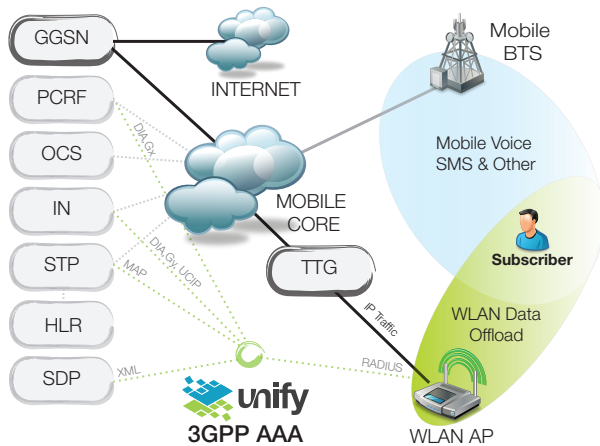 GGSN
INTERNET
Mobile
BTS
PCRF
DIA,Gx
OCS
Mobile Voice
SMS & Other
IN
MOBILE
CORE
DIA,Gy, UCIP
STP
MAP
TTG
Subscriber
HLR
IP Traffic
WLAN Data
Offload
SDP
XML
RADIUS
unify
3GPP AAA
WLAN AP